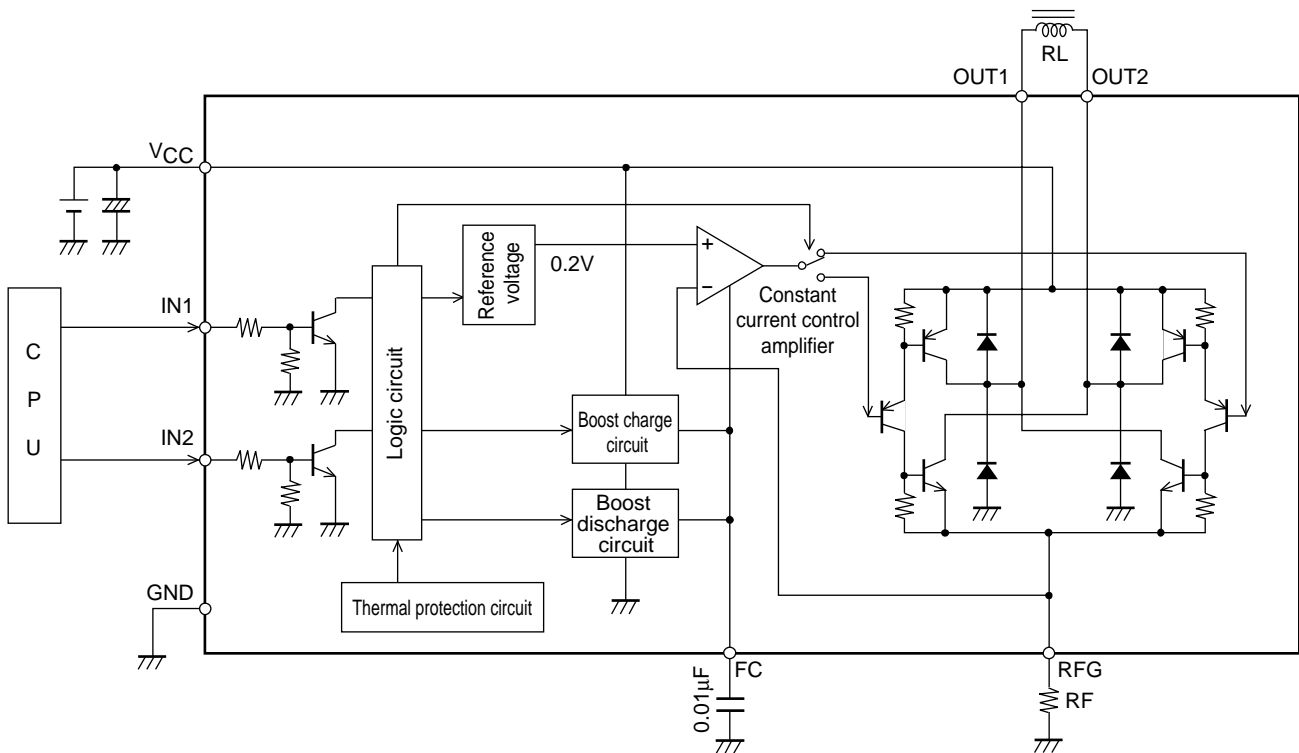 RL
OUT1
OUT2
VCC
Reference
voltage
0.2V
+
−
Constant
current control
amplifier
C
P
U
IN1
Logic circuit
IN2
Boost charge
circuit
Boost
discharge
circuit
GND
Thermal protection circuit
FC
0.01μF
RFG
RF